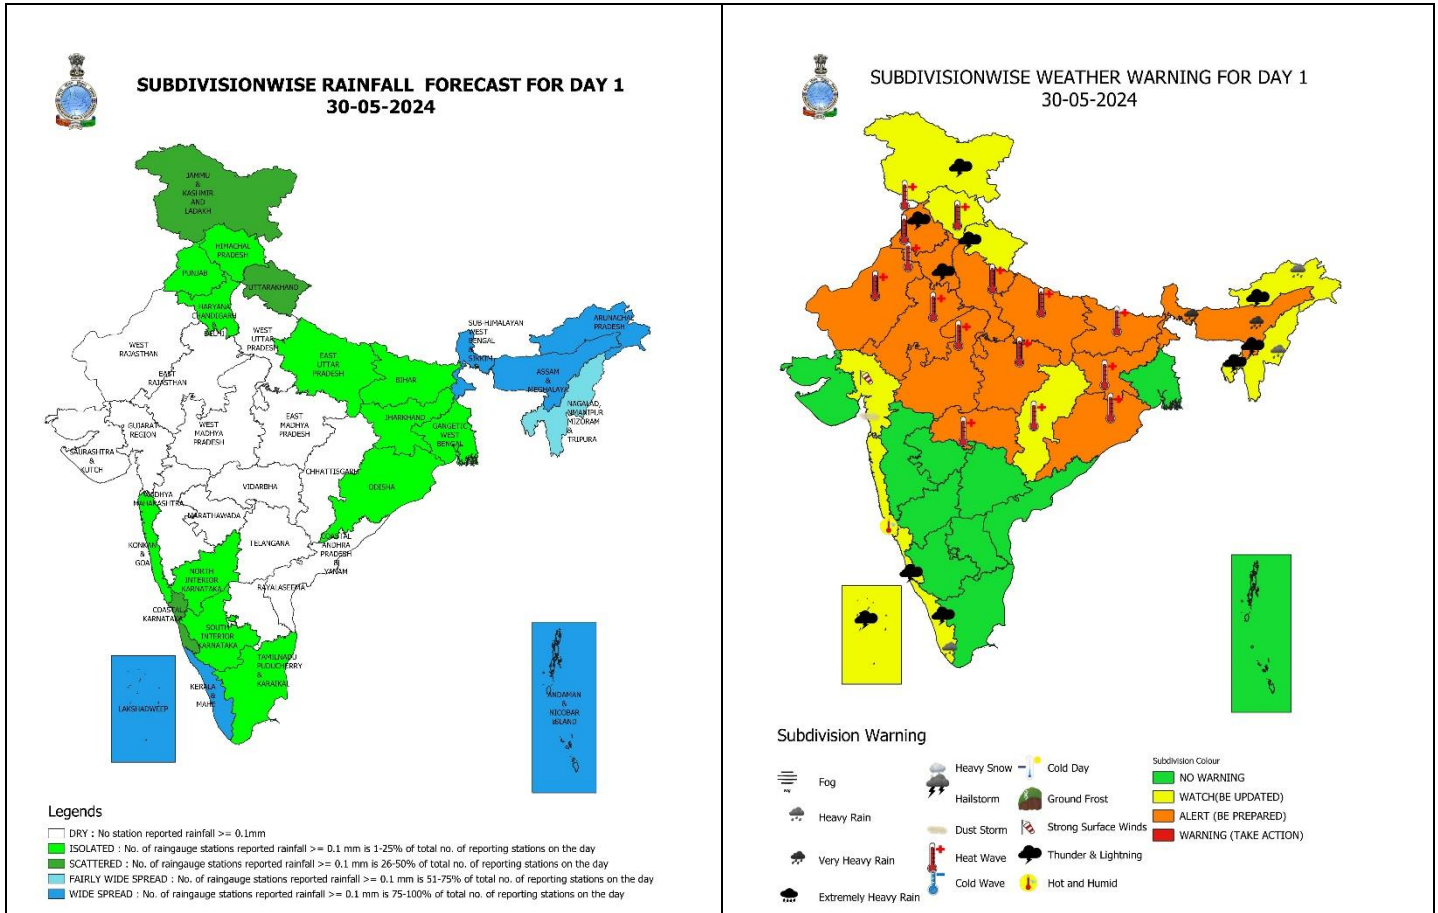 SUBDIVISIONWISE RAINFALL FORECAST FOR DAY 1
30-05-2024
JAMMU
&
KASHMIR
AND
LADAKH
HIMACHAL
PRADESH
PUNJAB
UTTARAKHAND
HARYANA
CHANDIGARH
&
DELHI
WEST
UTTAR
PRADESH
WEST
RAJASTHAN
EAST
RAJASTHAN
EAST
UTTAR
PRADESH
BIHAR
SUB-HIMALAYAN
WEST
BENGAL
&
SIKKIM
ARUNACHAL
PRADESH
ASSAM
&
MEGHALAYA
NAGALAD,
MANIPUR
MIZORAM
&
TRIPURA
JHARKHAND
GANGETIC
WEST
BENGAL
GUJARAT
REGION
WEST
MADHYA
PRADESH
EAST
MADHYA
PRADESH
SAURASHTRA
&
KUTCH
CHHATTISGARH
VIDARBHA
ODISHA
MADHYA
MAHARASHTRA
MARATHAWADA
KONKAN
&
GOA
TELANGANA
COASTAL
ANDHRA
PRADESH
&
YANAM
NORTH
INTERIOR
KARNATAKA
RAYALASEEMA
COASTAL
KARNATAKA
SOUTH
INTERIOR
KARNATAKA
TAMILNADU
PUDUCHERRY
&
KARAIKAL
KERALA
&
MAHE
LAKSHADWEEP
ANDAMAN
&
NICOBAR
ISLAND
Legends
DRY : No station reported rainfall >= 0.1mm
ISOLATED : No. of raingauge stations reported rainfall >= 0.1 mm is 1-25% of total no. of reporting stations on the day
SCATTERED : No. of raingauge stations reported rainfall >= 0.1 mm is 26-50% of total no. of reporting stations on the day
FAIRLY WIDE SPREAD : No. of raingauge stations reported rainfall >= 0.1 mm is 51-75% of total no. of reporting stations on the day
WIDE SPREAD : No. of raingauge stations reported rainfall >= 0.1 mm is 75-100% of total no. of reporting stations on the day
SUBDIVISIONWISE WEATHER WARNING FOR DAY 1
30-05-2024
Subdivision Warning
Fog
Heavy Rain
Very Heavy Rain
Extremely Heavy Rain
Heavy Snow
Hailstorm
Dust Storm
Heat Wave
Cold Wave
Cold Day
Ground Frost
Strong Surface Winds
Thunder & Lightning
Hot and Humid
Subdivision Colour
NO WARNING
WATCH(BE UPDATED)
ALERT (BE PREPARED)
WARNING (TAKE ACTION)